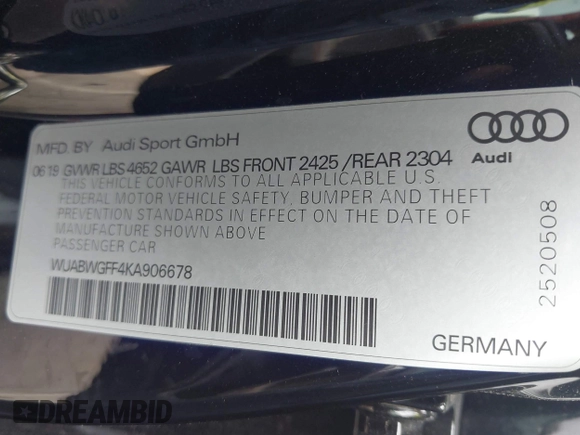 MFD. BY Audi Sport GmbH
06 19 GVWR LBS 4652 GAWR LBS FRONT 2425 /REAR 2304
THIS VEHICLE CONFORMS TO ALL APPLICABLE U.S.
FEDERAL MOTOR VEHICLE SAFETY, BUMPER AND THEFT
PREVENTION STANDARDS IN EFFECT ON THE DATE OF
MANUFACTURE SHOWN ABOVE
PASSENGER CAR
WUABWGFF4KA906678
Audi
2520508
GERMANY
DREAMBID